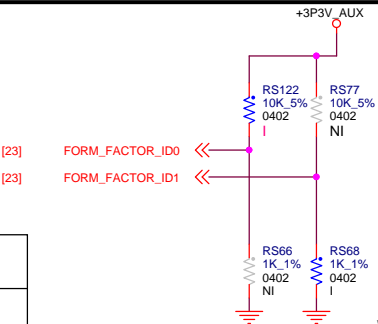 +3P3V_AUX
RS122
10K_5%
0402
I
RS77
10K_5%
0402
NI
[23] FORM_FACTOR_ID0
[23] FORM_FACTOR_ID1
RS66
1K_1%
0402
NI
RS68
1K_1%
0402
I